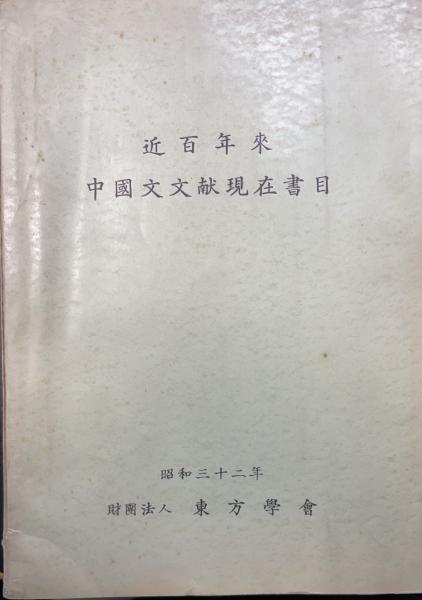 近百年來
中國文文献現在書目
昭和三十二年
財團法人 東方學會